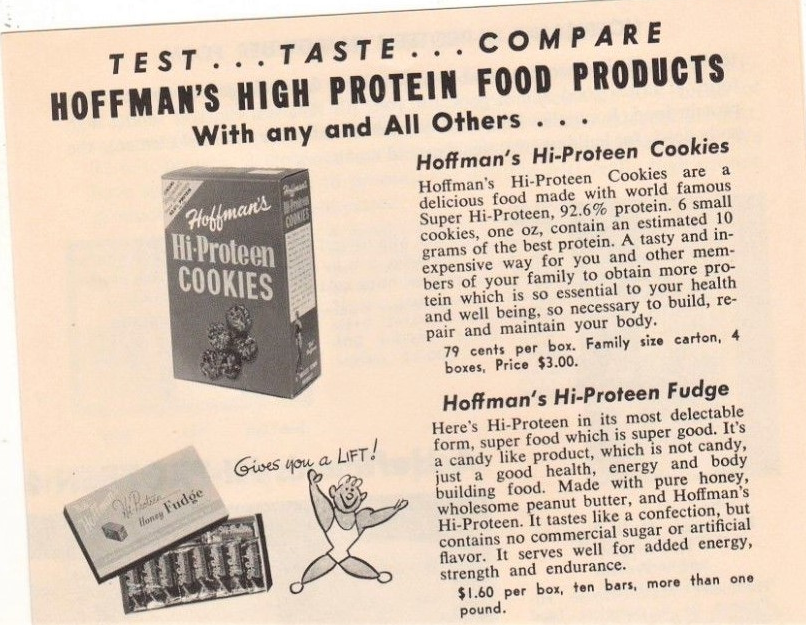 TEST...TASTE...COMPARE
HOFFMAN'S HIGH PROTEIN FOOD PRODUCTS
With any and All Others . . .
Hoffman's Hi-Proteen Cookies
Hoffman's Hi-Proteen Cookies are a
delicious food made with world famous
Super Hi-Proteen, 92.6% protein. 6 small
cookies, one oz, contain an estimated 10
grams of the best protein. A tasty and in-
expensive way for you and other mem-
bers of your family to obtain more pro-
tein which is so essential to your health
and well being, so necessary to build, re-
pair and maintain your body.
79 cents per box. Family size carton, 4
boxes, Price $3.00.
Hoffman's
Hi-Proteen
COOKIES
Hoffman's
Hi-Proteen
COOKIES
Hoffman's Hi-Proteen Fudge
Here's Hi-Proteen in its most delectable
form, super food which is super good. It's
a candy like product, which is not candy,
just a good health, energy and body
building food. Made with pure honey,
wholesome peanut butter, and Hoffman's
Hi-Proteen. It tastes like a confection, but
contains no commercial sugar or artificial
flavor. It serves well for added energy,
strength and endurance.
$1.60 per box, ten bars, more than one
pound.
Gives you a LIFT!
Hi-Proteen
Honey Fudge